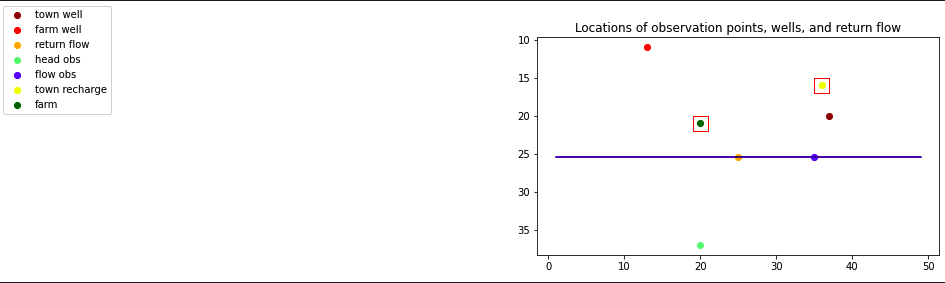 town well
farm well
return flow
head obs
flow obs
town recharge
farm
Locations of observation points, wells, and return flow
10
15
20
25
30
35
0
10
20
30
40
50